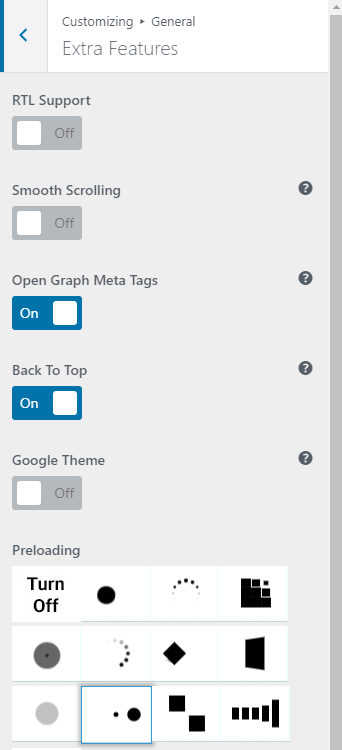 Customizing ▸ General
Extra Features
RTL Support
Off
Smooth Scrolling
Off
Open Graph Meta Tags
On
Back To Top
On
Google Theme
Off
Preloading
Turn
Off